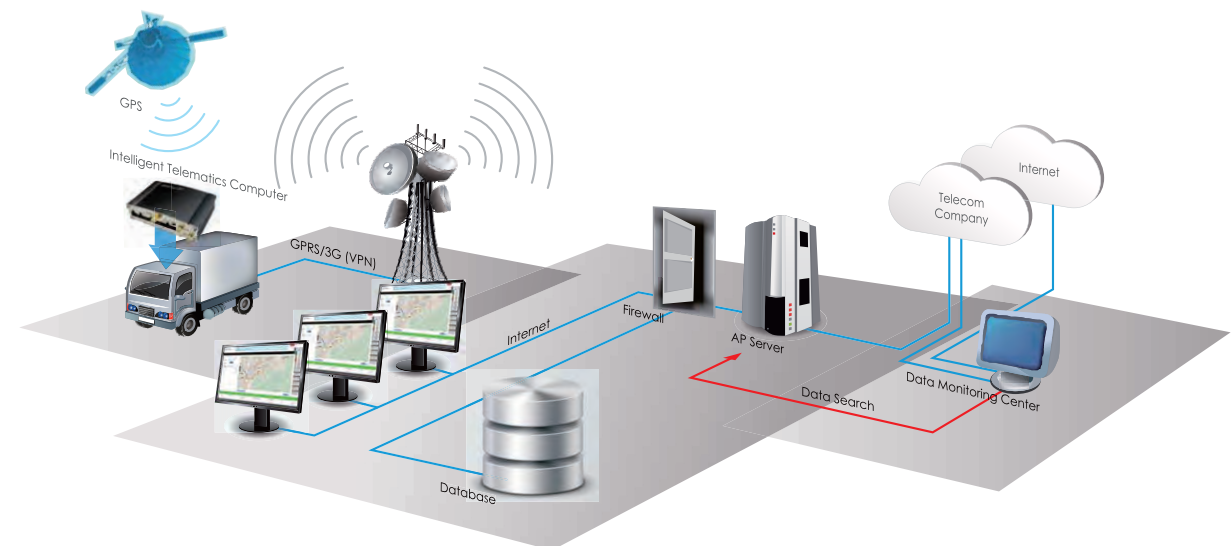 GPS
Intelligent Telematics Computer
GPRS/3G (VPN)
Internet
Firewall
AP Server
Telecom
Company
Internet
Data Monitoring Center
Data Search
Database